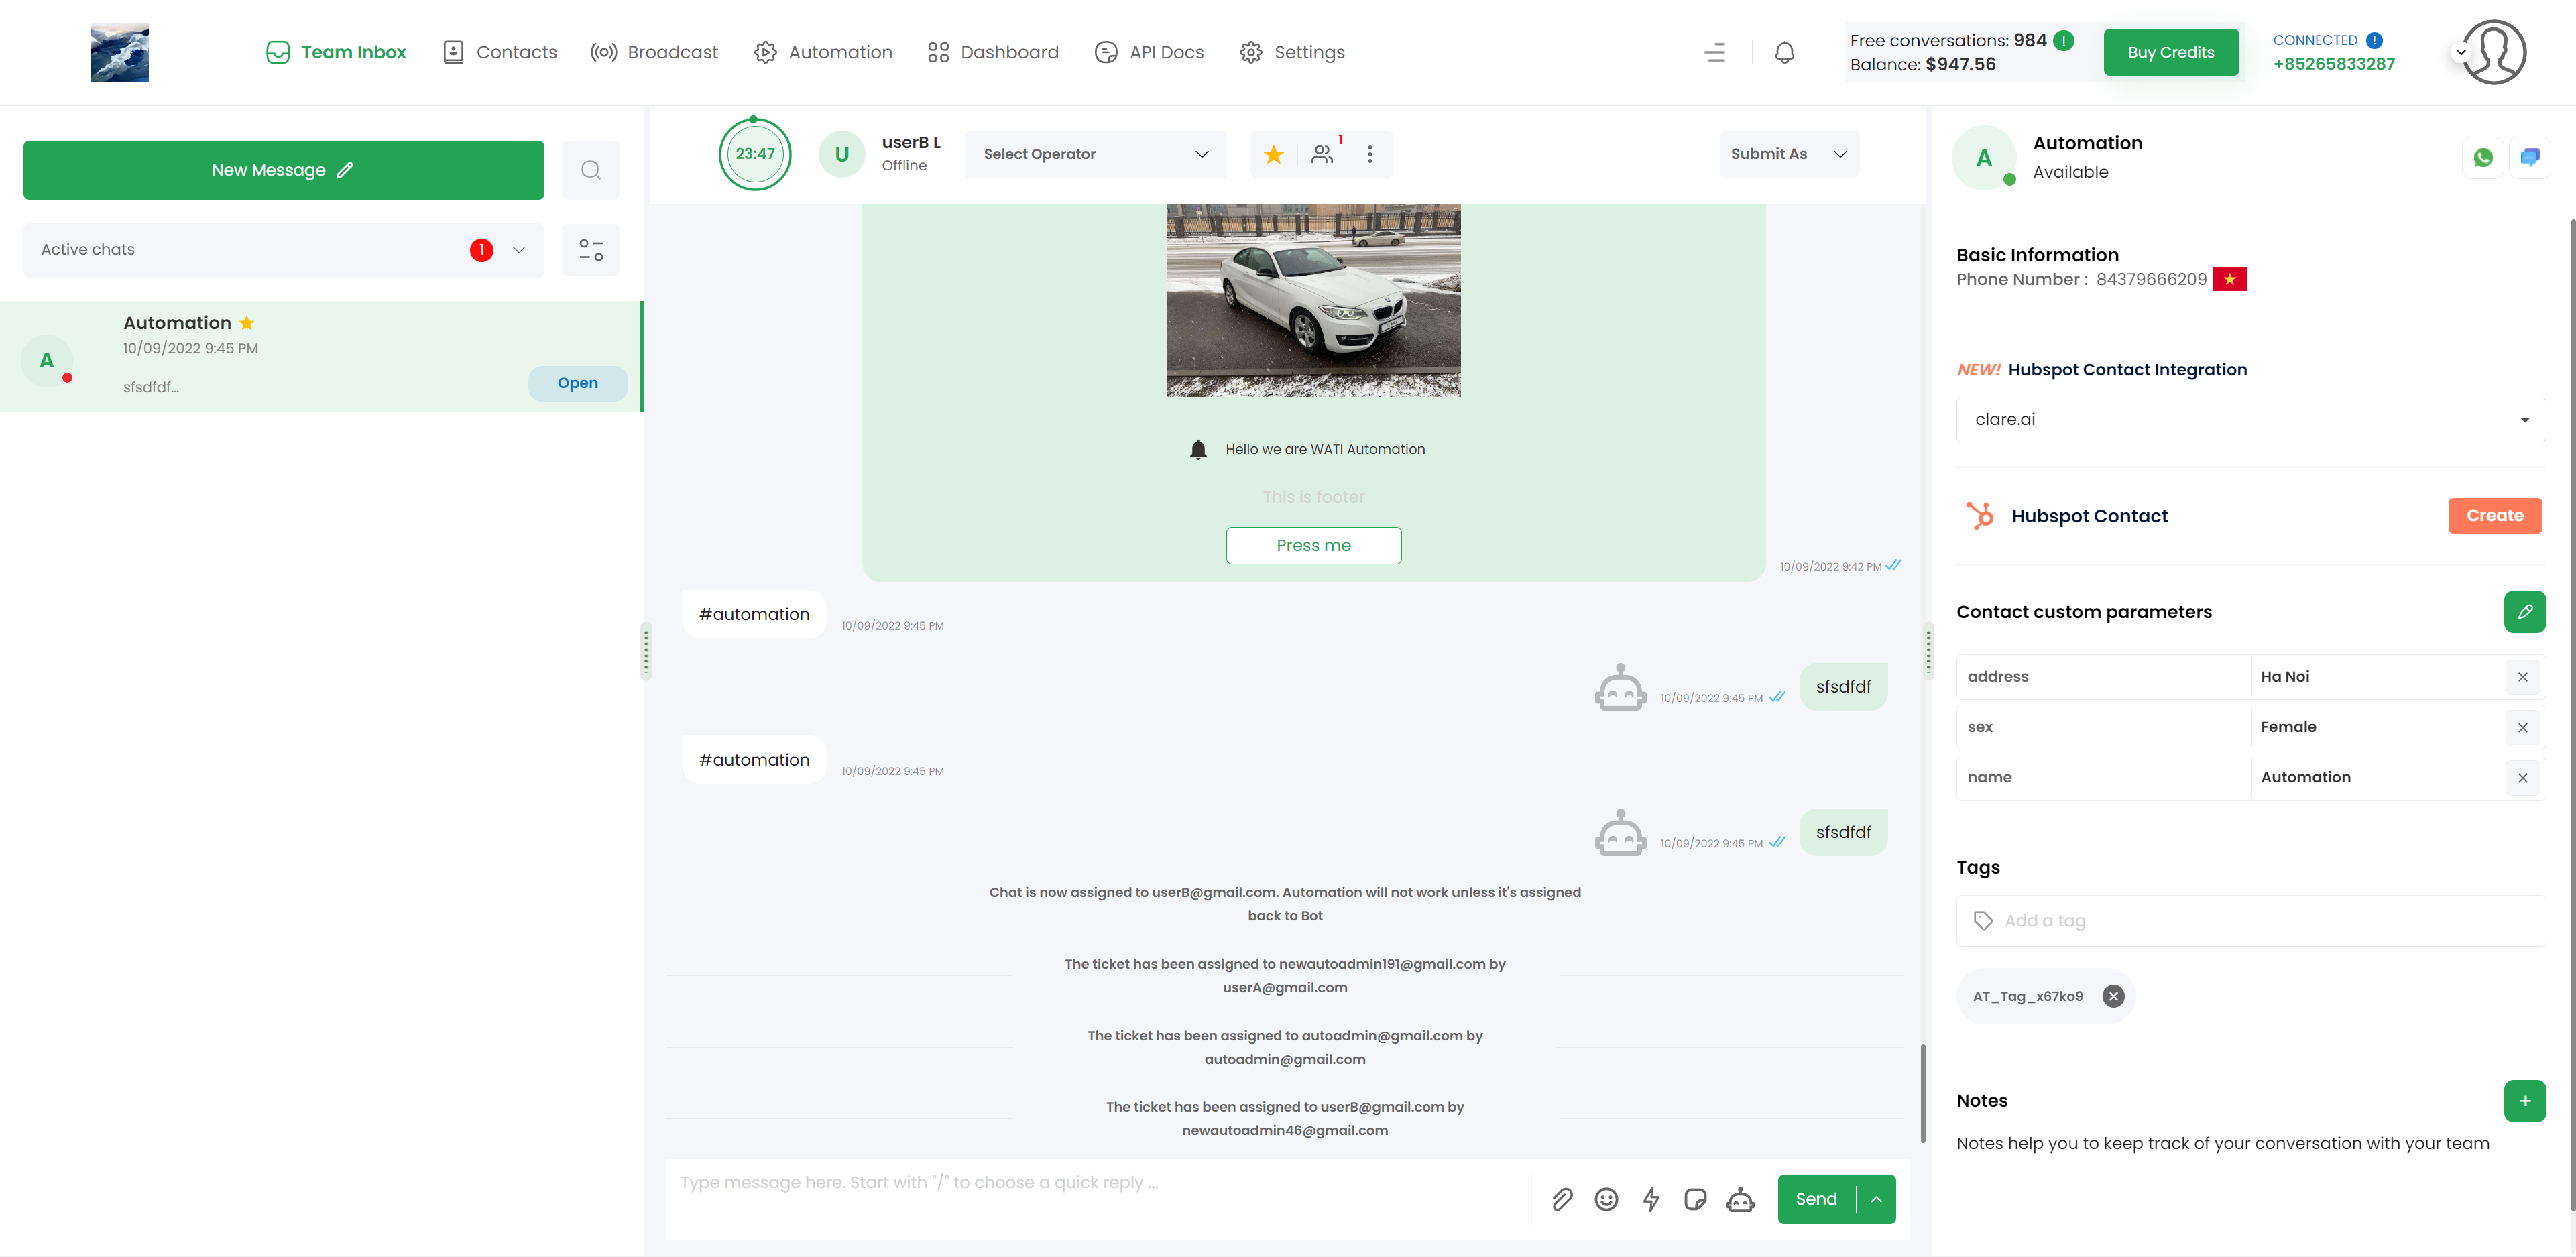 Team Inbox
Contacts
Broadcast
Automation
Dashboard
API Docs
Settings
Free conversations: 984
Balance: $947.56
Buy Credits
CONNECTED
+85265833287
New Message
Active chats
1
A
Automation
10/09/2022 9:45 PM
sfsdfdf...
Open
23:47
U
userB L
Offline
Select Operator
1
Submit As
Hello we are WATI Automation
This is footer
Press me
10/09/2022 9:42 PM
#automation
10/09/2022 9:45 PM
10/09/2022 9:45 PM
sfsdfdf
#automation
10/09/2022 9:45 PM
10/09/2022 9:45 PM
sfsdfdf
Chat is now assigned to userB@gmail.com. Automation will not work unless it's assigned
back to Bot
The ticket has been assigned to newautoadmin191@gmail.com by
userA@gmail.com
The ticket has been assigned to autoadmin@gmail.com by
autoadmin@gmail.com
The ticket has been assigned to userB@gmail.com by
newautoadmin46@gmail.com
Type message here. Start with "/" to choose a quick reply ...
Send
A
Automation
Available
Basic Information
Phone Number : 84379666209
NEW! Hubspot Contact Integration
clare.ai
Hubspot Contact
Create
Contact custom parameters
address
Ha Noi
sex
Female
name
Automation
Tags
Add a tag
AT_Tag_x67ko9
Notes
Notes help you to keep track of your conversation with your team